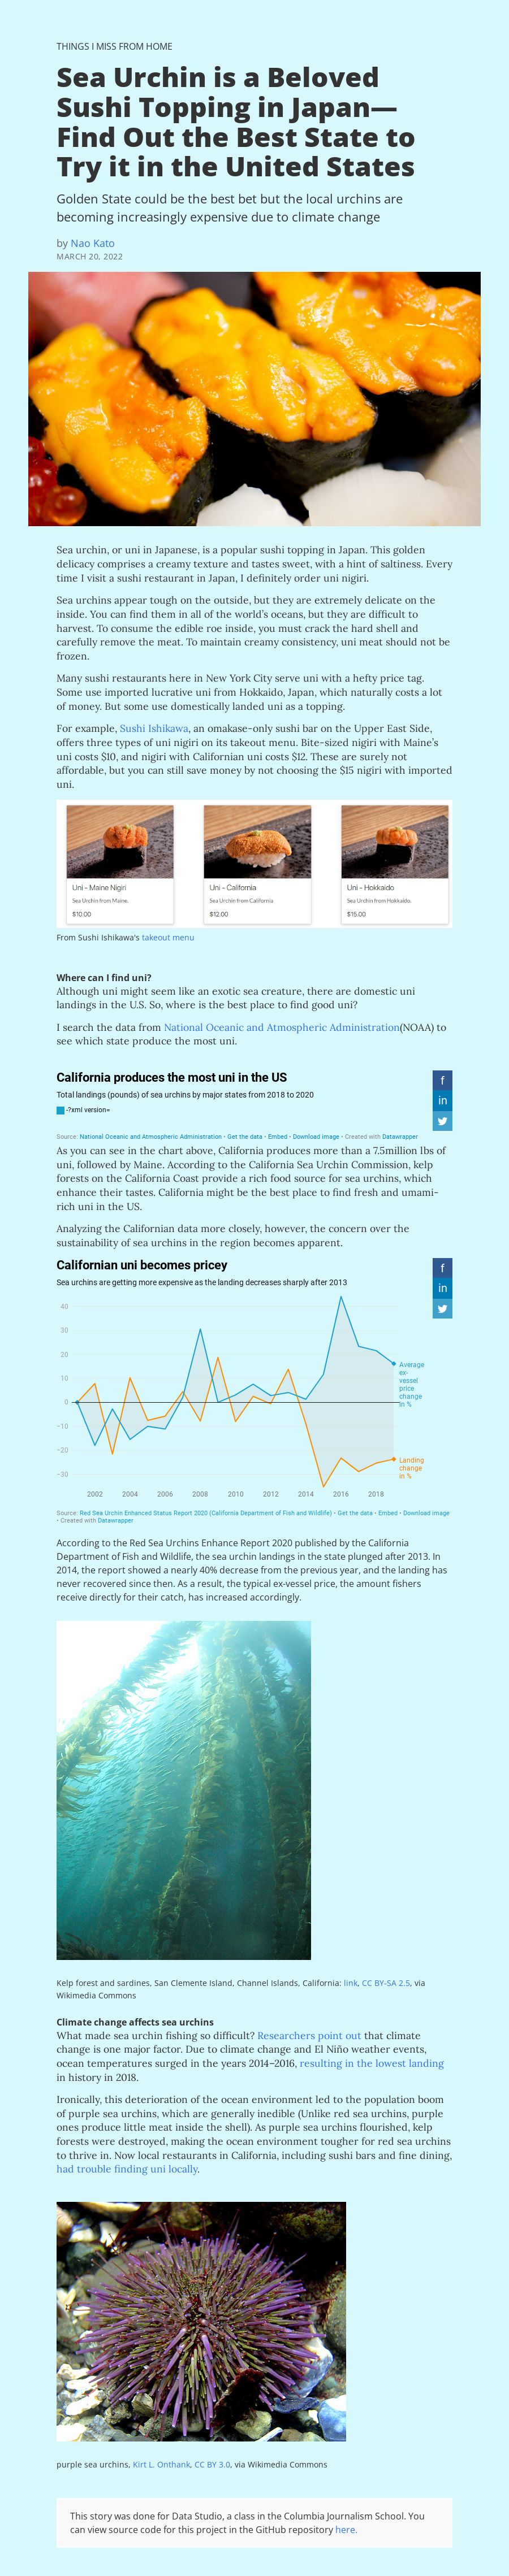 THINGS I MISS FROM HOME
Sea Urchin is a Beloved
Sushi Topping in Japan—
Find Out the Best State to
Try it in the United States
Golden State could be the best bet but the local urchins are
becoming increasingly expensive due to climate change
by Nao Kato
MARCH 20, 2022
Sea urchin, or uni in Japanese, is a popular sushi topping in Japan. This golden
delicacy comprises a creamy texture and tastes sweet, with a hint of saltiness. Every
time I visit a sushi restaurant in Japan, I definitely order uni nigiri.
Sea urchins appear tough on the outside, but they are extremely delicate on the
inside. You can find them in all of the world's oceans, but they are difficult to
harvest. To consume the edible roe inside, you must crack the hard shell and
carefully remove the meat. To maintain creamy consistency, uni meat should not be
frozen.
Many sushi restaurants here in New York City serve uni with a hefty price tag.
Some use imported lucrative uni from Hokkaido, Japan, which naturally costs a lot
of money. But some use domestically landed uni as a topping.
For example, Sushi Ishikawa, an omakase-only sushi bar on the Upper East Side,
offers three types of uni nigiri on its takeout menu. Bite-sized nigiri with Maine's
uni costs $10, and nigiri with Californian uni costs $12. These are surely not
affordable, but you can still save money by not choosing the $15 nigiri with imported
uni.
Uni - Maine Nigiri
Sea Urchin from Maine.
$10.00
Uni - California
Sea Urchin from California
$12.00
Uni - Hokkaido
Sea Urchin from Hokkaido.
$15.00
From Sushi Ishikawa's takeout menu
Where can I find uni?
Although uni might seem like an exotic sea creature, there are domestic uni
landings in the U.S. So, where is the best place to find good uni?
I search the data from National Oceanic and Atmospheric Administration(NOAA) to
see which state produce the most uni.
California produces the most uni in the US
Total landings (pounds) of sea urchins by major states from 2018 to 2020
-?xml version=
f
in
Source: National Oceanic and Atmospheric Administration • Get the data • Embed • Download image • Created with Datawrapper
As you can see in the chart above, California produces more than a 7.5million lbs of
uni, followed by Maine. According to the California Sea Urchin Commission, kelp
forests on the California Coast provide a rich food source for sea urchins, which
enhance their tastes. California might be the best place to find fresh and umami-
rich uni in the US.
Analyzing the Californian data more closely, however, the concern over the
sustainability of sea urchins in the region becomes apparent.
Californian uni becomes pricey
Sea urchins are getting more expensive as the landing decreases sharply after 2013
f
in
40
30
20
10
0
−10
−20
−30
Average
ex-
vessel
price
change
in %
Landing
change
in %
2002 2004 2006 2008 2010 2012 2014 2016 2018
Source: Red Sea Urchin Enhanced Status Report 2020 (California Department of Fish and Wildlife) • Get the data • Embed • Download image
• Created with Datawrapper
According to the Red Sea Urchins Enhance Report 2020 published by the California
Department of Fish and Wildlife, the sea urchin landings in the state plunged after 2013. In
2014, the report showed a nearly 40% decrease from the previous year, and the landing has
never recovered since then. As a result, the typical ex-vessel price, the amount fishers
receive directly for their catch, has increased accordingly.
Kelp forest and sardines, San Clemente Island, Channel Islands, California: link, CC BY-SA 2.5, via
Wikimedia Commons
Climate change affects sea urchins
What made sea urchin fishing so difficult? Researchers point out that climate
change is one major factor. Due to climate change and El Niño weather events,
ocean temperatures surged in the years 2014–2016, resulting in the lowest landing
in history in 2018.
Ironically, this deterioration of the ocean environment led to the population boom
of purple sea urchins, which are generally inedible (Unlike red sea urchins, purple
ones produce little meat inside the shell). As purple sea urchins flourished, kelp
forests were destroyed, making the ocean environment tougher for red sea urchins
to thrive in. Now local restaurants in California, including sushi bars and fine dining,
had trouble finding uni locally.
purple sea urchins, Kirt L. Onthank, CC BY 3.0, via Wikimedia Commons
This story was done for Data Studio, a class in the Columbia Journalism School. You
can view source code for this project in the GitHub repository here.